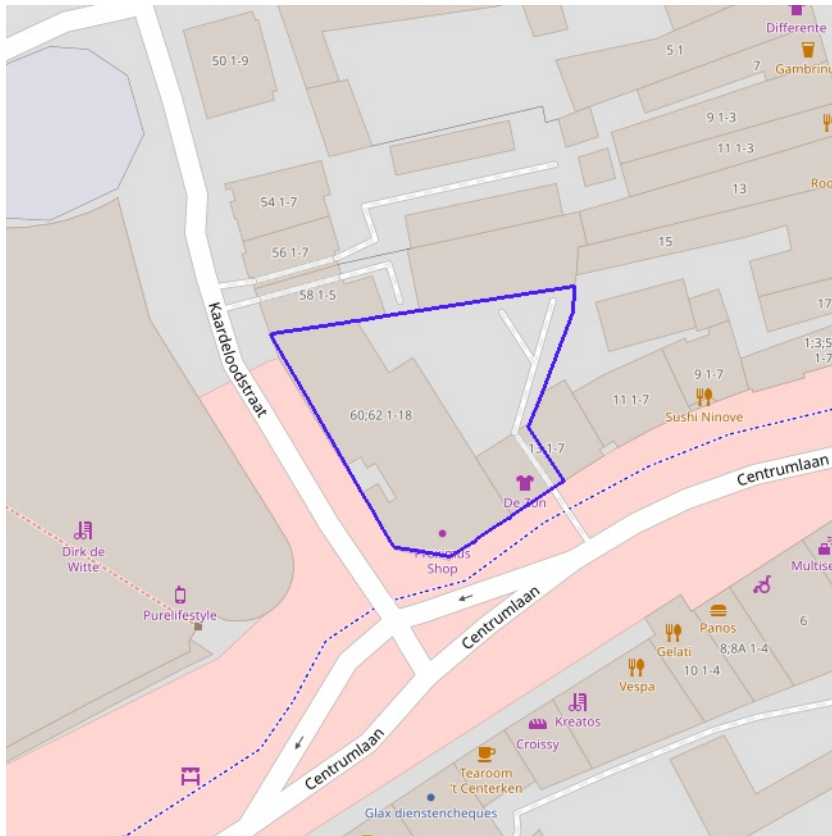 Differente
50 1-9
5 1
7
Gambrinu
9 1-3
11 1-3
13
Roo
54 1-7
15
56 1-7
58 1-5
17
Kaardeloodstraat
1;3;5
1-7
9 1-7
11 1-7
60;62 1-18
Sushi Ninove
13 1-7
Centrumlaan
De Zon
Proximus
Shop
Dirk de
Witte
Multise
Purelifestyle
Centrumlaan
Panos
6
Gelati
8;8A 1-4
10 1-4
Vespa
Kreatos
Croissy
Centrumlaan
Tearoom
't Centerken
Glax dienstencheques